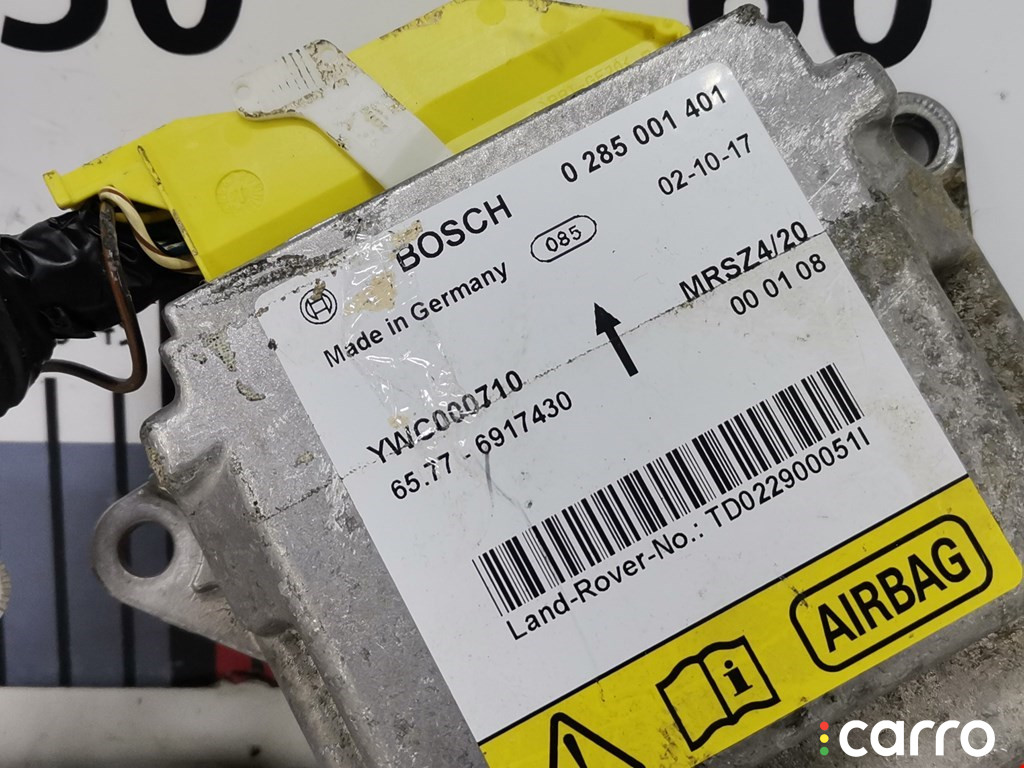 BOSCH
0 285 001 401
02-10-17
Made in Germany
085
MRSZ4/20
00 01 08
YWC000710
65.77 - 6917430
Land-Rover-No.: TD0229000051I
AIRBAG
i
carro